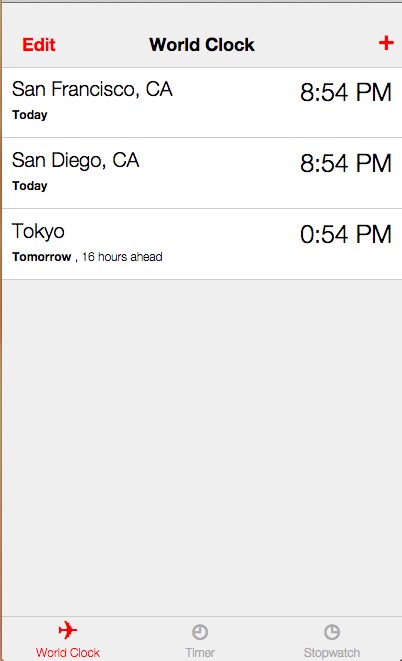 Edit World Clock +
San Francisco, CA 8:54 PM
Today
San Diego, CA 8:54 PM
Today
Tokyo 0:54 PM
Tomorrow , 16 hours ahead
World Clock Timer Stopwatch